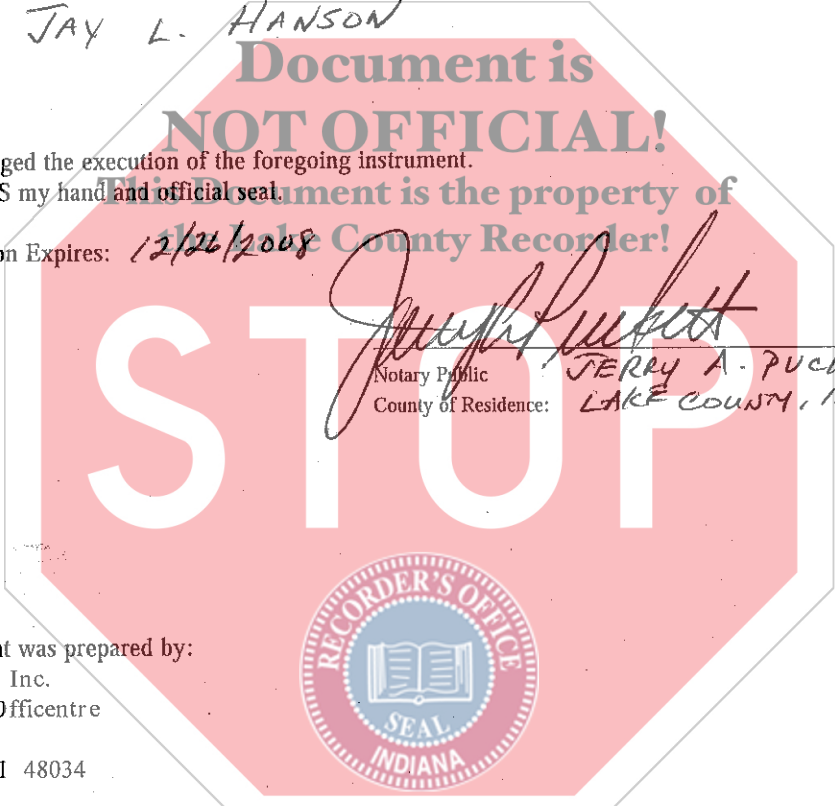 JAY L. HANSON
Document is
NOT OFFICIAL!
ged the execution of the foregoing instrument.
S my hand and official seal.
This Document is the property of
on Expires: 12/26/2008
the Lake County Recorder!
STOP
Notary Public JERRY A. PUC
County of Residence: LAKE COUNTY, I
RECORDER'S OFFICE
SEAL
INDIANA
t was prepared by:
Inc.
Officentre
I 48034